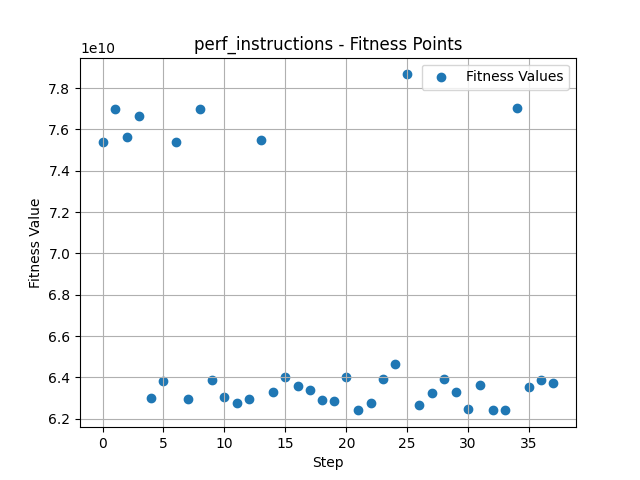 perf_instructions - Fitness Points
1e10
Fitness Values
7.8
7.6
7.4
7.2
7.0
6.8
6.6
6.4
6.2
Fitness Value
0 5 10 15 20 25 30 35
Step